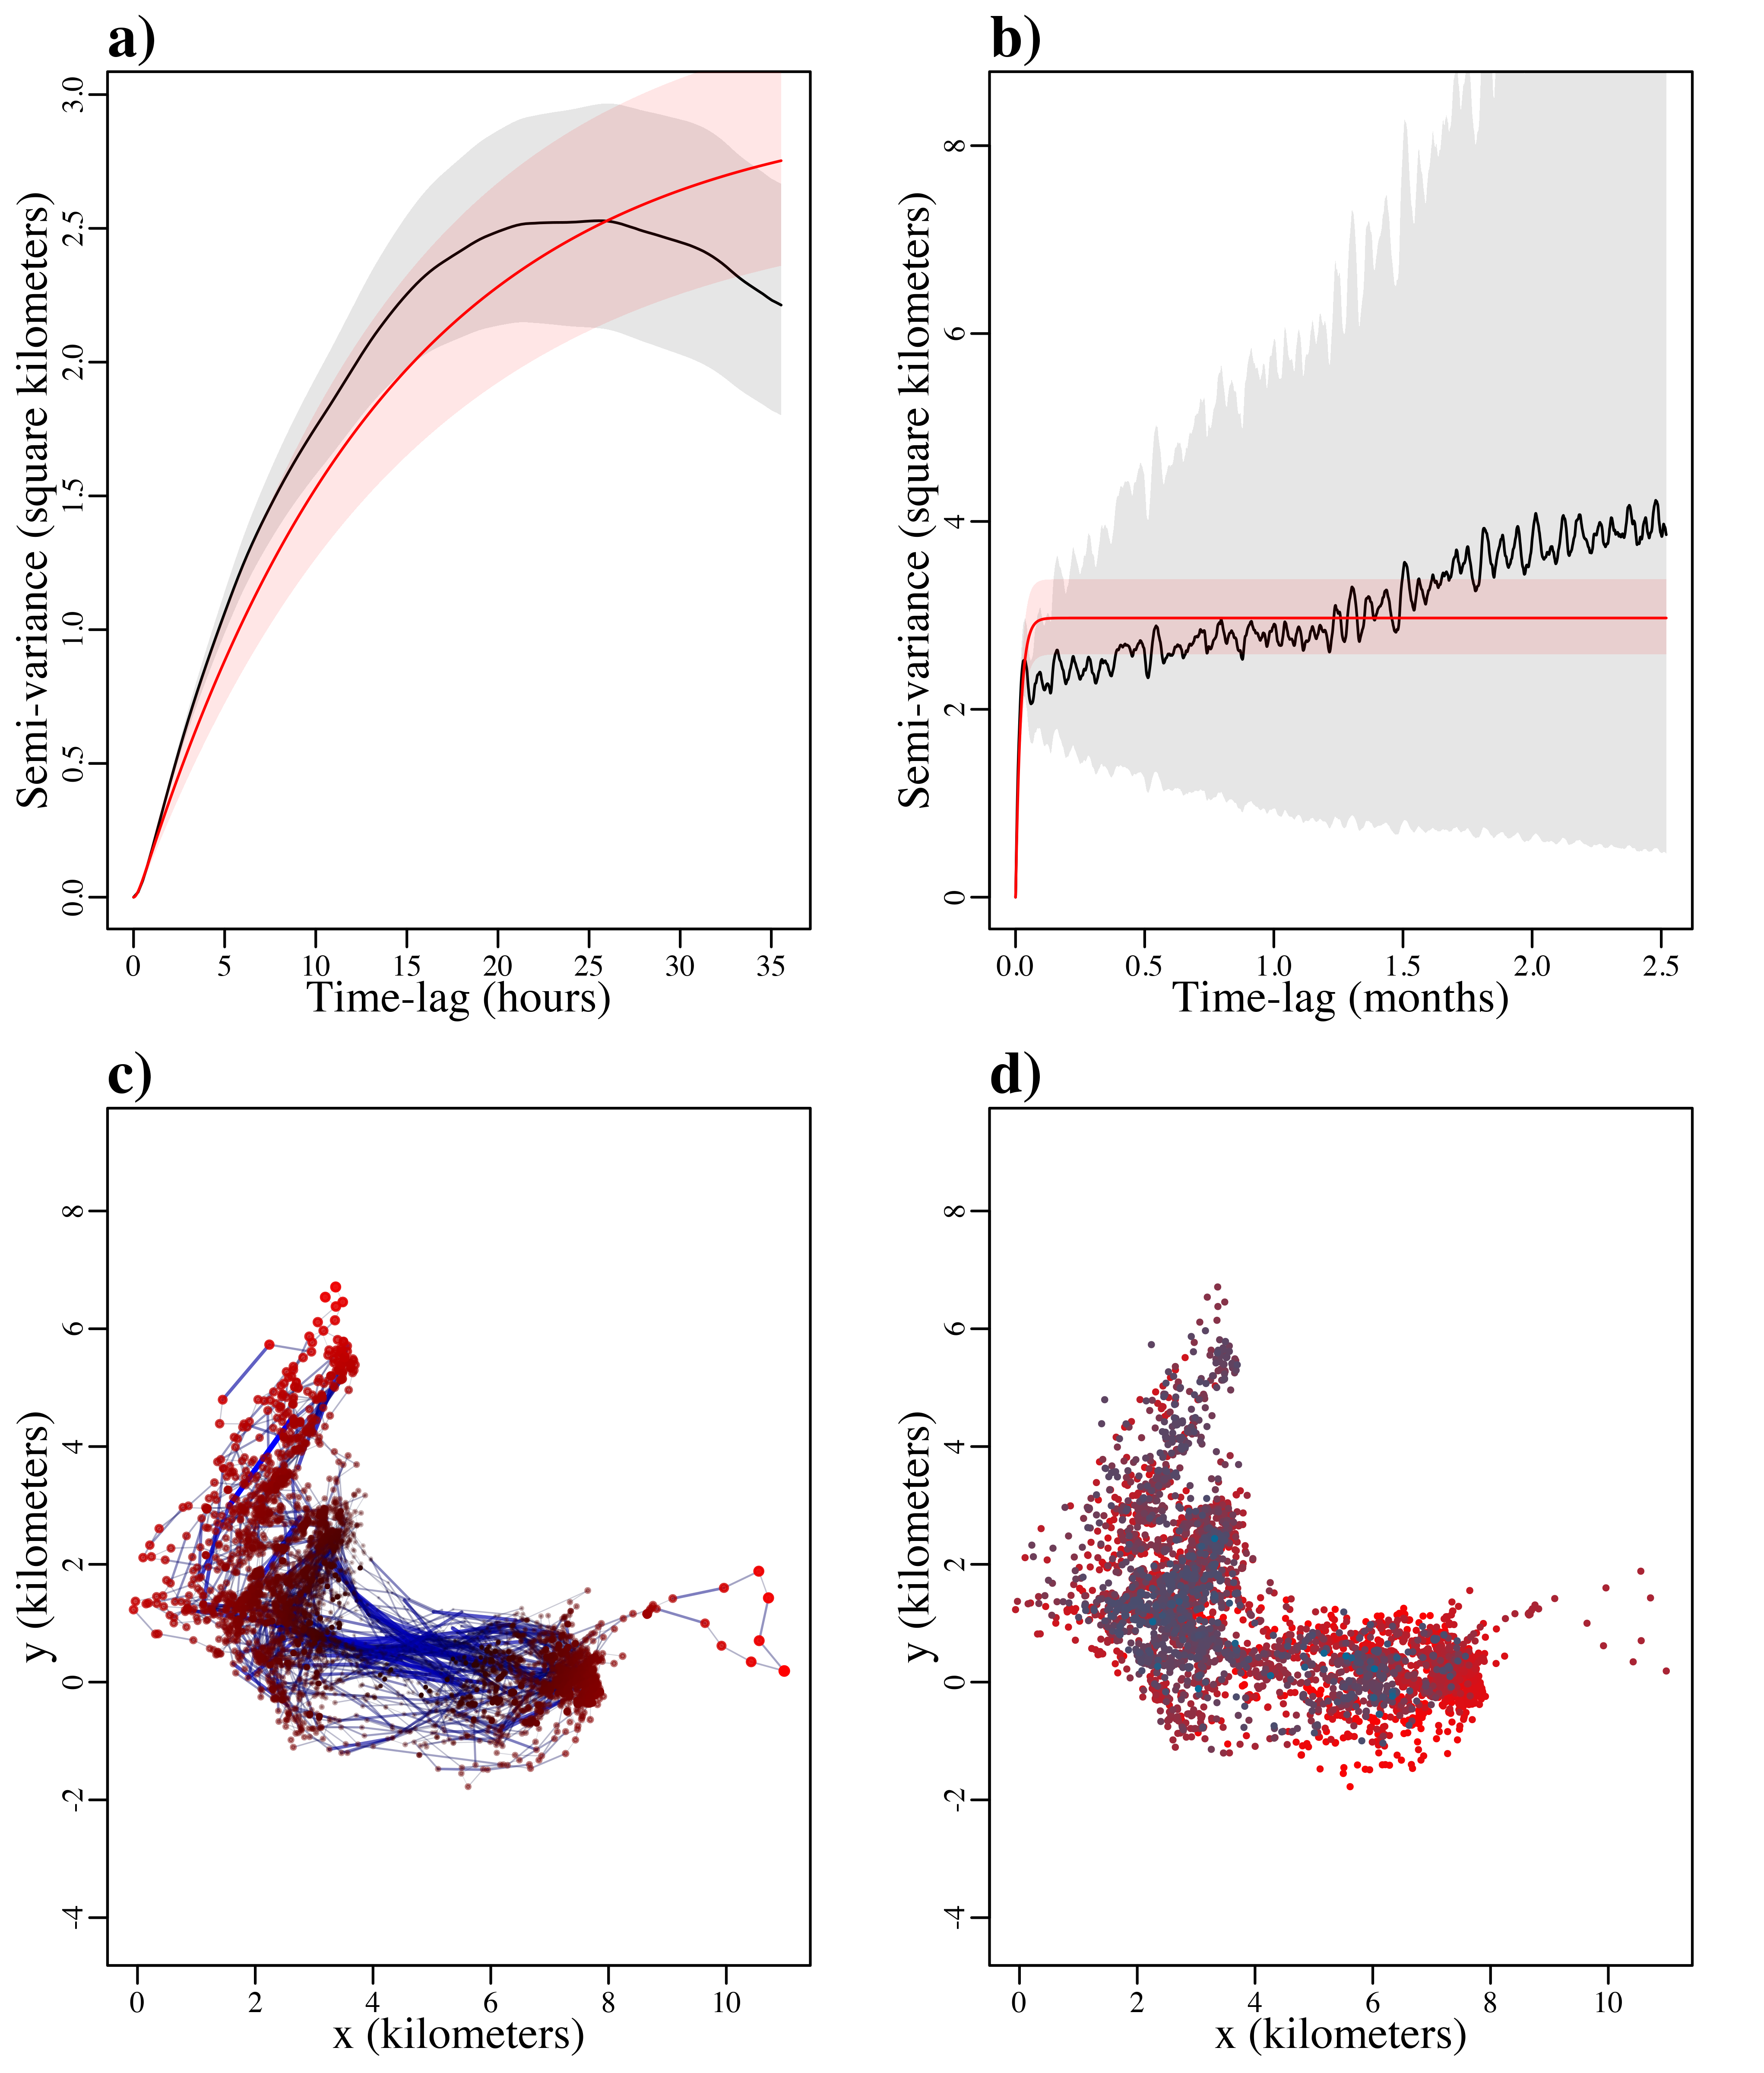 a)
Semi-variance (square kilometers)
3.0
2.5
2.0
1.5
1.0
0.5
0.0
0 5 10 15 20 25 30 35
Time-lag (hours)
b)
Semi-variance (square kilometers)
8
6
4
2
0
0.0 0.5 1.0 1.5 2.0 2.5
Time-lag (months)
c)
y (kilometers)
8
6
4
2
0
-2
-4
0 2 4 6 8 10
x (kilometers)
d)
y (kilometers)
8
6
4
2
0
-2
-4
0 2 4 6 8 10
x (kilometers)